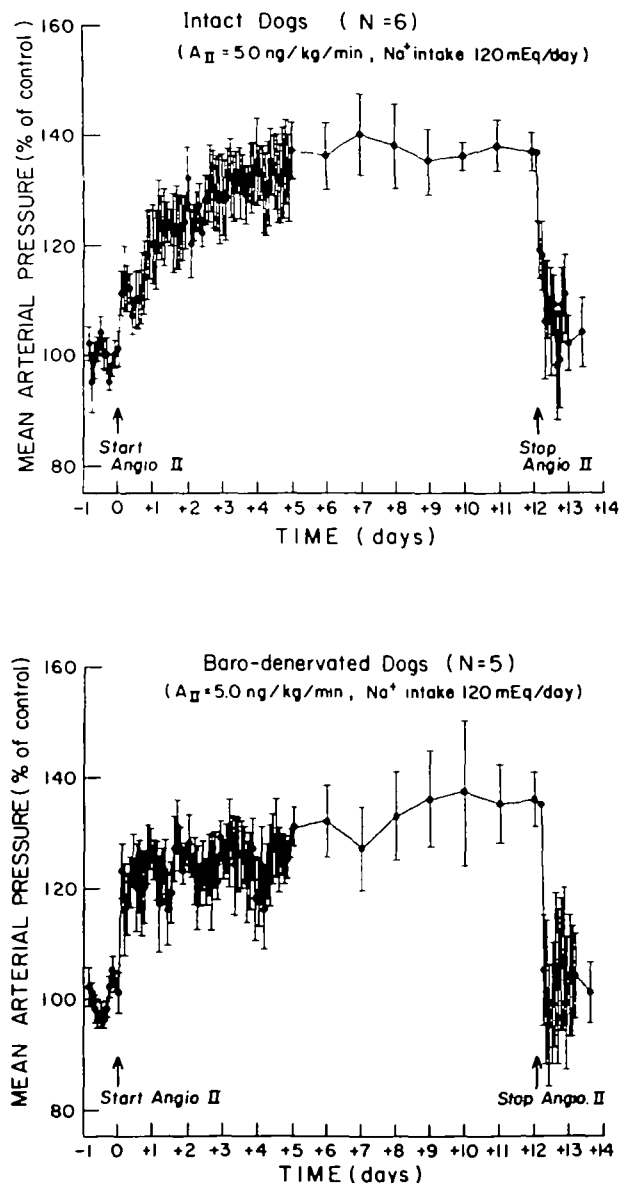 Intact Dogs ( N = 6)
( A II = 5.0 ng / kg / min , Na+ intake 120 mEq / day )
MEAN ARTERIAL PRESSURE (% of control)
160
140
120
100
80
Start Angio II
Stop Angio II
-1 0 +1 +2 +3 +4 +5 +6 +7 +8 +9 +10 +11 +12 +13 +14
TIME (days)
Baro-denervated Dogs (N=5)
( A II = 5.0 ng / kg / min , Na+ intake 120 mEq / day )
MEAN ARTERIAL PRESSURE (% of control)
160
140
120
100
80
Start Angio II
Stop Angio. II
-1 0 +1 +2 +3 +4 +5 +6 +7 +8 +9 +10 +11 +12 +13 +14
TIME (days)